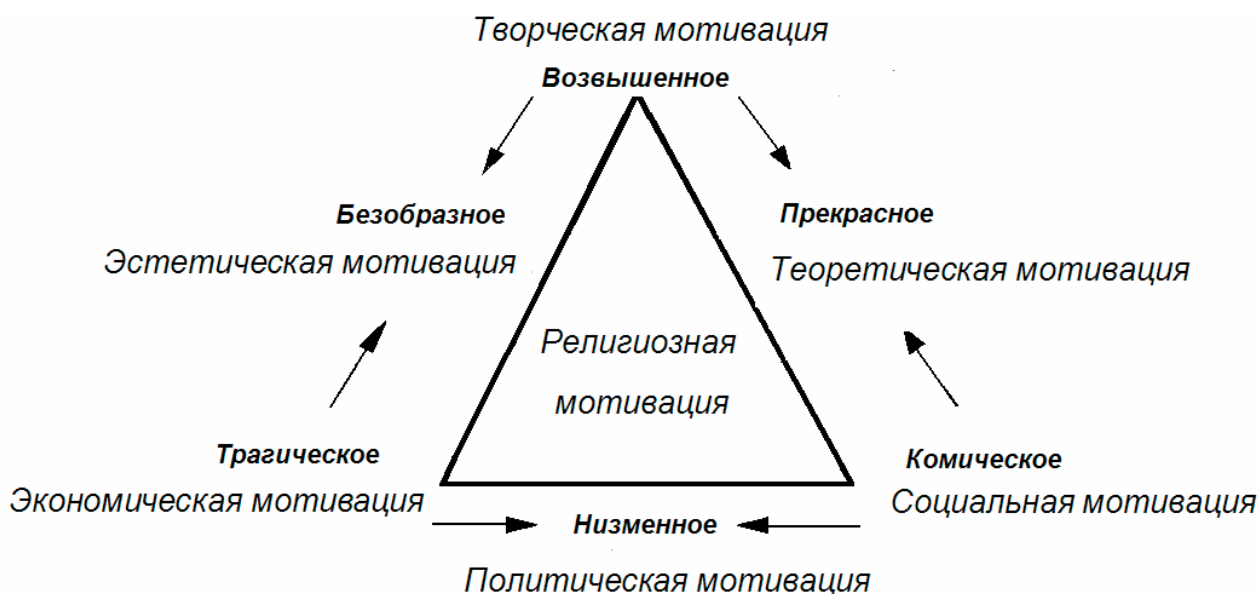 Творческая мотивация
Возвышенное
Безобразное
Эстетическая мотивация
Прекрасное
Теоретическая мотивация
Религиозная
мотивация
Трагическое
Экономическая мотивация
Комическое
Социальная мотивация
Низменное
Политическая мотивация